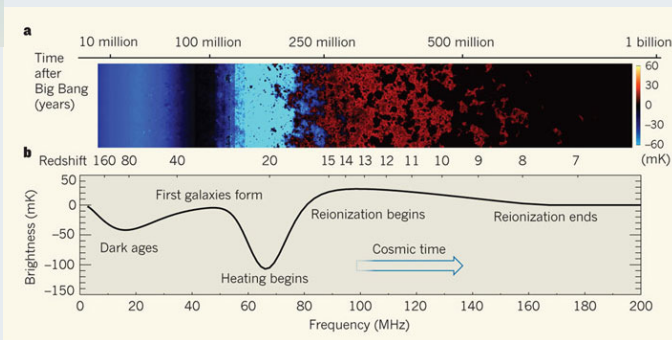 a
10 million 100 million 250 million 500 million 1 billion
Time
after
Big Bang
(years)
60
30
0
−30
−60
(mK)
b
Redshift 160 80 40 20 15 14 13 12 11 10 9 8 7
Brightness (mK)
50
0
−50
−100
−150
First galaxies form
Dark ages
Heating begins
Reionization begins
Reionization ends
Cosmic time
0 20 40 60 80 100 120 140 160 180 200
Frequency (MHz)